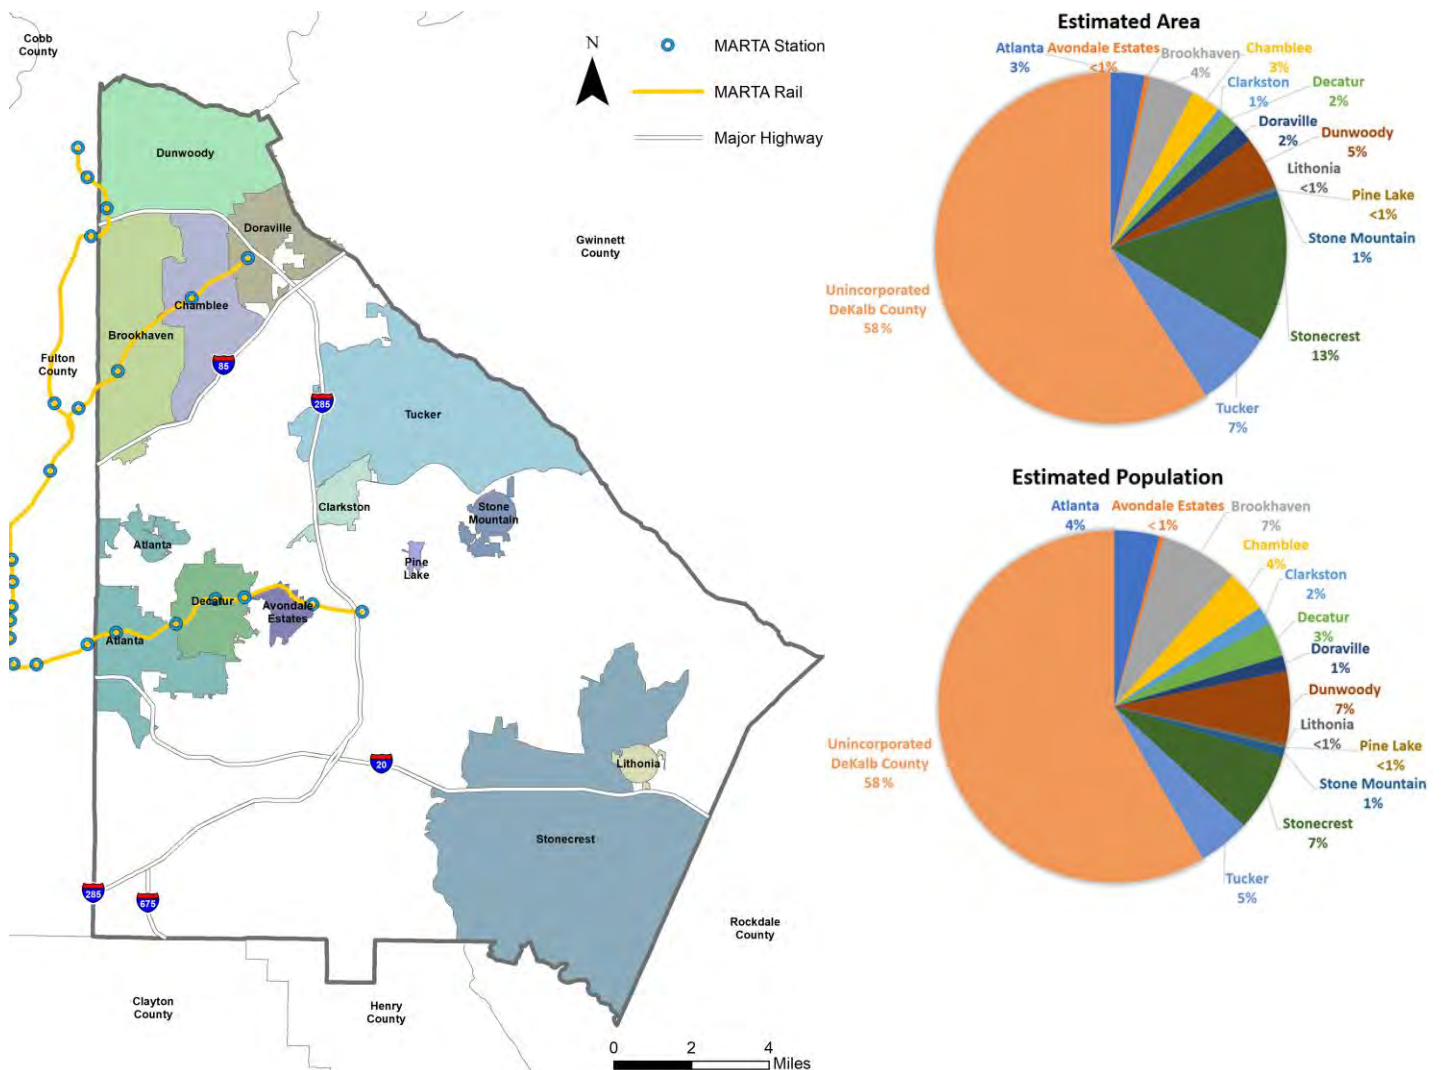 Cobb
County
N
MARTA Station
MARTA Rail
Major Highway
Dunwoody
Doraville
Gwinnett
County
Chamblee
Brookhaven
Fulton
County
85
285
Tucker
Clarkston
Stone
Mountain
Atlanta
Pine
Lake
Decatur
Avondale
Estates
Atlanta
20
Lithonia
Stonecrest
285
675
Rockdale
County
Clayton
County
Henry
County
0 2 4
Miles
Estimated Area
Atlanta
3%
Avondale Estates
<1%
Brookhaven
4%
Chamblee
3%
Clarkston
1%
Decatur
2%
Doraville
2%
Dunwoody
5%
Lithonia
<1%
Pine Lake
<1%
Stone Mountain
1%
Stonecrest
13%
Tucker
7%
Unincorporated
DeKalb County
58%
Estimated Population
Atlanta
4%
Avondale Estates
<1%
Brookhaven
7%
Chamblee
4%
Clarkston
2%
Decatur
3%
Doraville
1%
Dunwoody
7%
Lithonia
<1%
Pine Lake
<1%
Stone Mountain
1%
Stonecrest
7%
Tucker
5%
Unincorporated
DeKalb County
58%